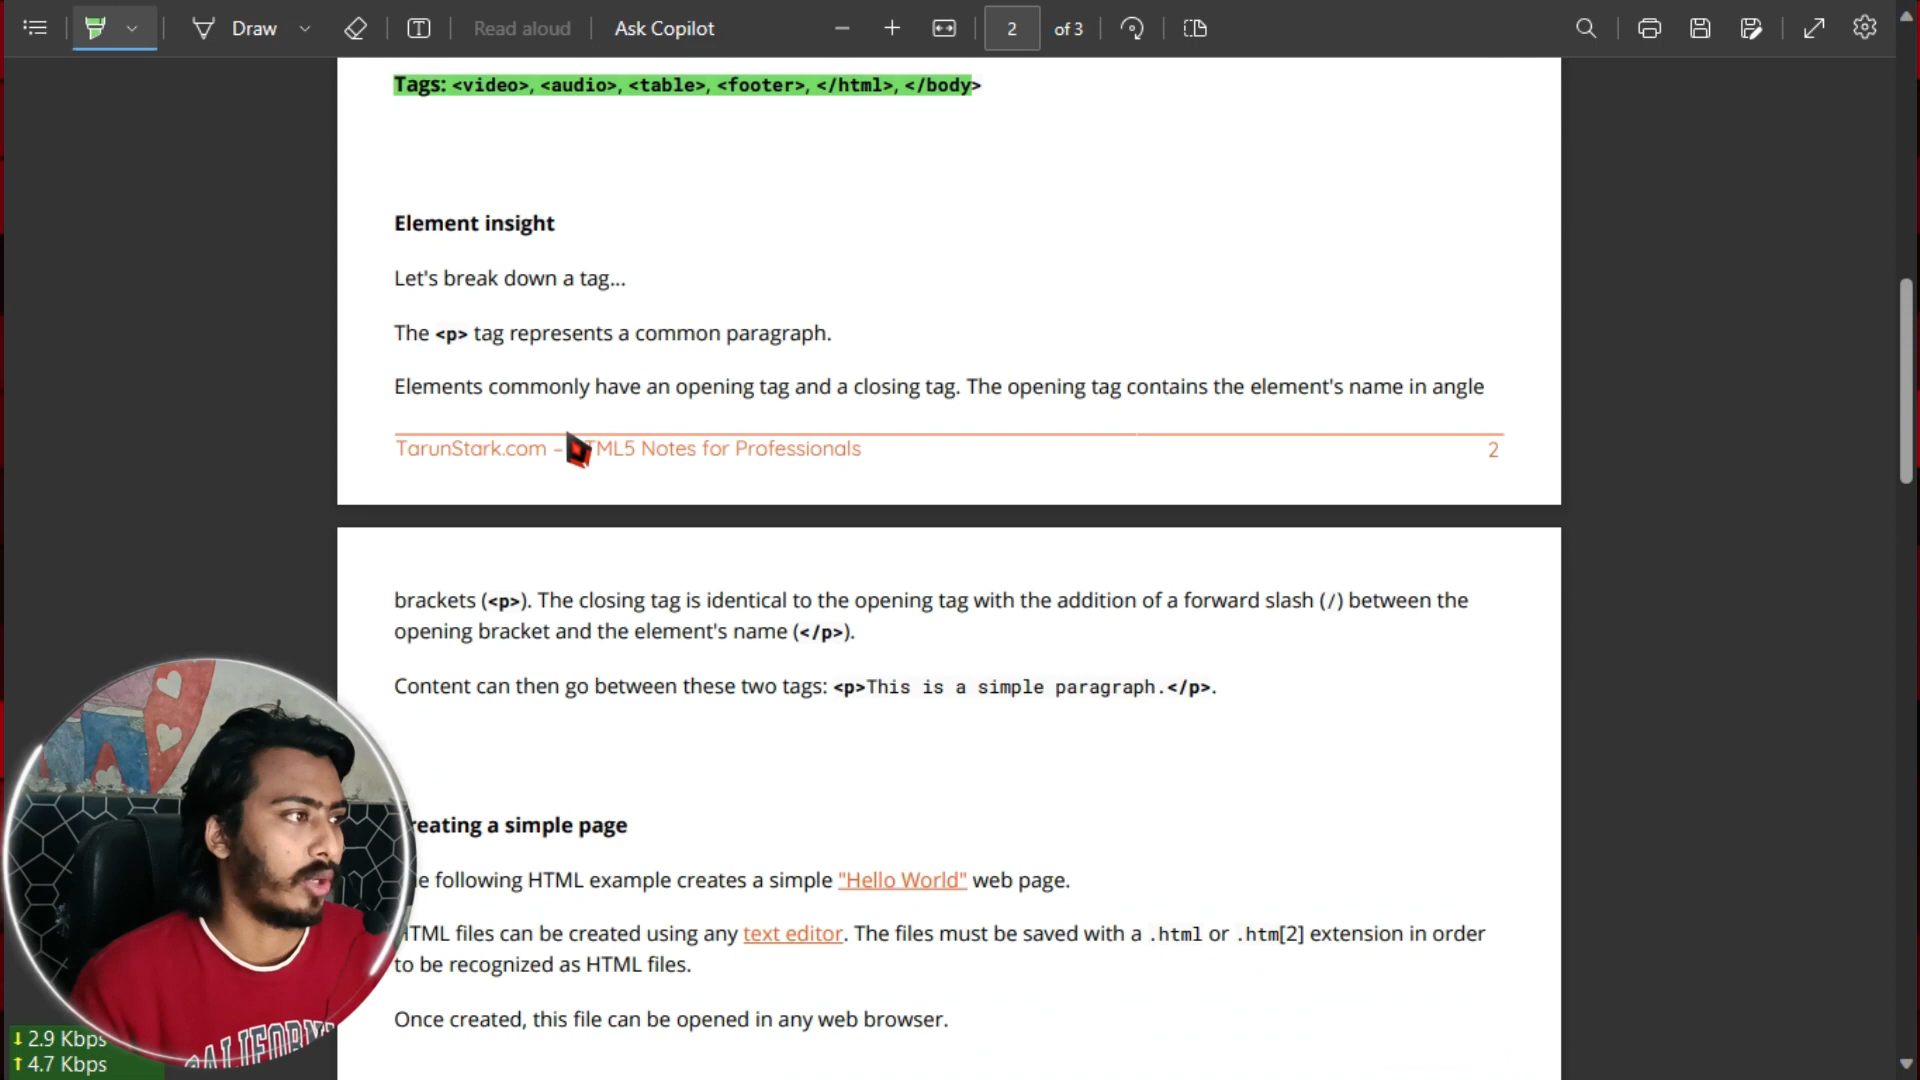 Draw
Read aloud
Ask Copilot
2
of 3
Tags: <video>, <audio>, <table>, <footer>, </html>, </body>
Element insight
Let's break down a tag...
The <p> tag represents a common paragraph.
Elements commonly have an opening tag and a closing tag. The opening tag contains the element's name in angle
TarunStark.com – TML5 Notes for Professionals
2
brackets (<p>). The closing tag is identical to the opening tag with the addition of a forward slash (/) between the
opening bracket and the element's name (</p>).
Content can then go between these two tags: <p>This is a simple paragraph.</p>.
reating a simple page
e following HTML example creates a simple "Hello World" web page.
HTML files can be created using any text editor. The files must be saved with a .html or .htm[2] extension in order
to be recognized as HTML files.
Once created, this file can be opened in any web browser.
CALIFORN
2.9 Kbps
4.7 Kbps